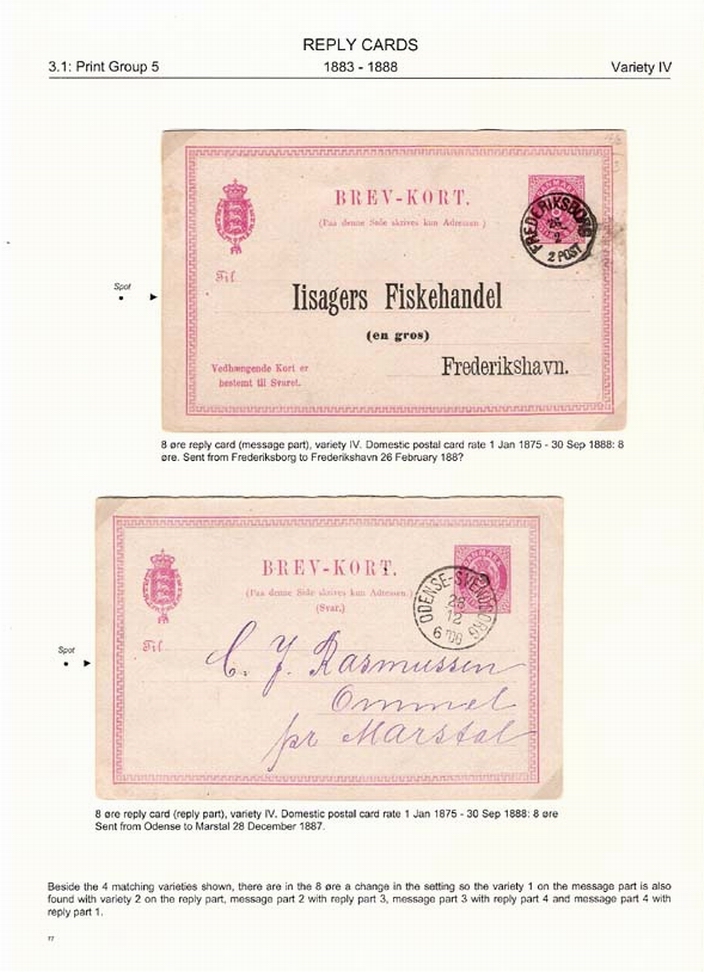 REPLY CARDS
3.1: Print Group 5 1883 - 1888 Variety IV
BREV-KORT.
(Paa denne Side skrives kun Adressen.)
DANMARK
FREDERIKSBORG
2
2 POST
Til
Spot
Iisagers Fiskehandel
(en gros)
Frederikshavn.
Vedhængende Kort er
bestemt til Svaret.
8 øre reply card (message part), variety IV. Domestic postal card rate 1 Jan 1875 - 30 Sep 1888: 8
øre. Sent from Frederiksborg to Frederikshavn 26 February 188?
BREV-KORT.
(Paa denne Side skrives kun Adressen.)
(Svar.)
DANMARK
ODENSE-SVENDBORG
28
12
Til
Spot
C. J. Rasmussen
Ommel
pr Marstal
8 øre reply card (reply part), variety IV. Domestic postal card rate 1 Jan 1875 - 30 Sep 1888: 8 øre
Sent from Odense to Marstal 28 December 1887.
Beside the 4 matching varieties shown, there are in the 8 øre a change in the setting so the variety 1 on the message part is also
found with variety 2 on the reply part, message part 2 with reply part 3, message part 3 with reply part 4 and message part 4 with
reply part 1.
77